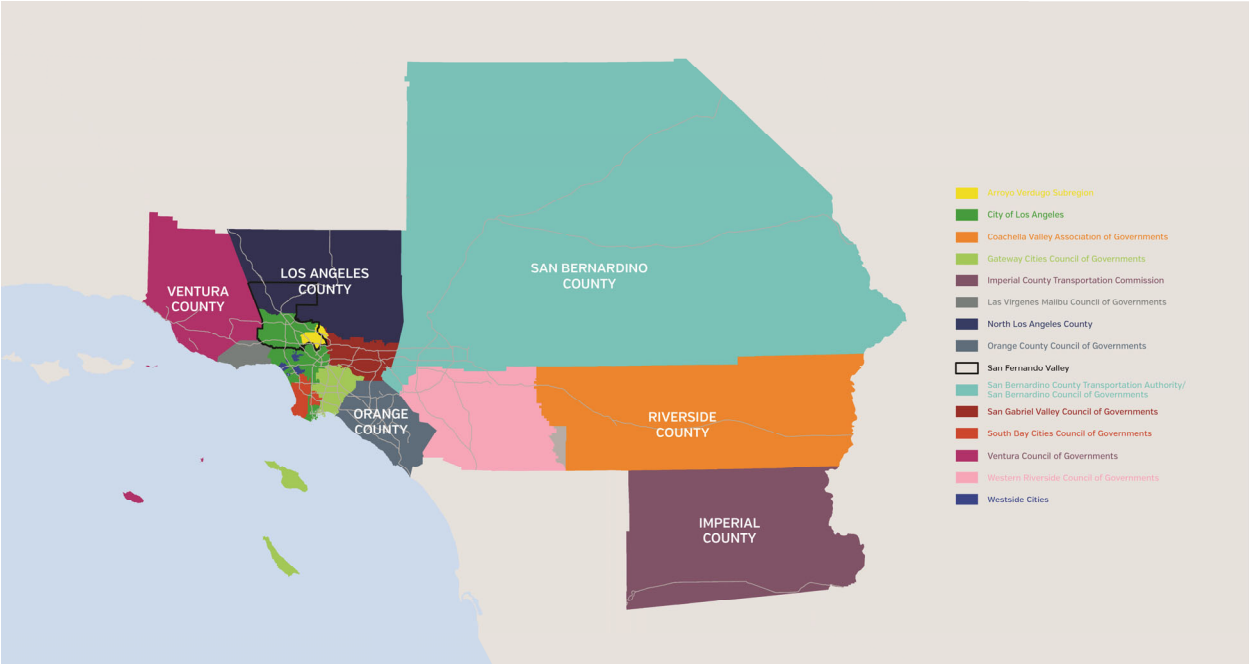 SAN BERNARDINO
COUNTY
LOS ANGELES
COUNTY
VENTURA
COUNTY
ORANGE
COUNTY
RIVERSIDE
COUNTY
IMPERIAL
COUNTY
Arroyo Verdugo Subregion
City of Los Angeles
Coachella Valley Association of Governments
Gateway Cities Council of Governments
Imperial County Transportation Commission
Las Virgenes Malibu Council of Governments
North Los Angeles County
Orange County Council of Governments
San Fernando Valley
San Bernardino County Transportation Authority/
San Bernardino Council of Governments
San Gabriel Valley Council of Governments
South Bay Cities Council of Governments
Ventura Council of Governments
Western Riverside Council of Governments
Westside Cities